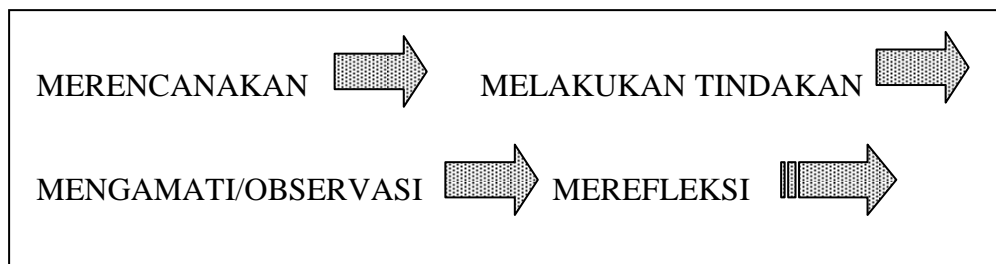 MERENCANAKAN MELAKUKAN TINDAKAN
MENGAMATI/OBSERVASI MEREFLEKSI